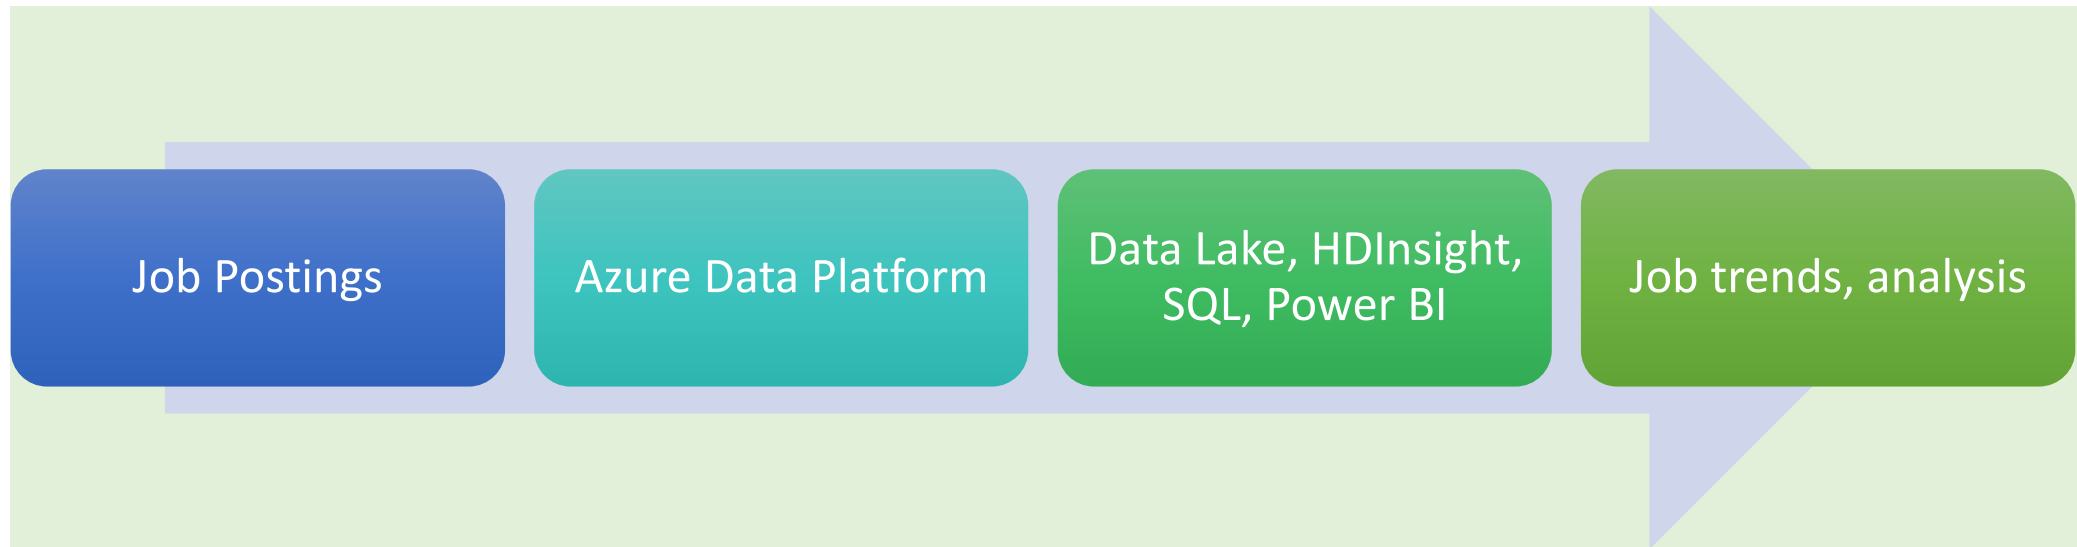 Job Postings
Azure Data Platform
Data Lake, HDInsight,
SQL, Power BI
Job trends, analysis